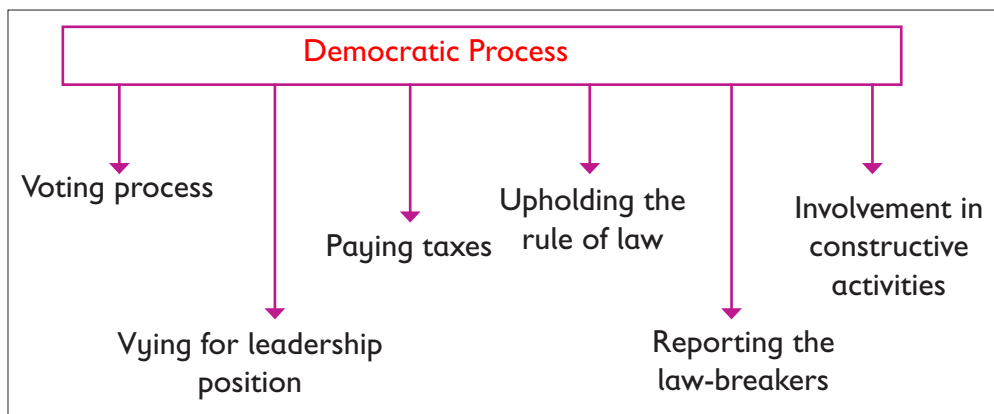 Democratic Process
Voting process
Vying for leadership
position
Paying taxes
Upholding the
rule of law
Reporting the
law-breakers
Involvement in
constructive
activities